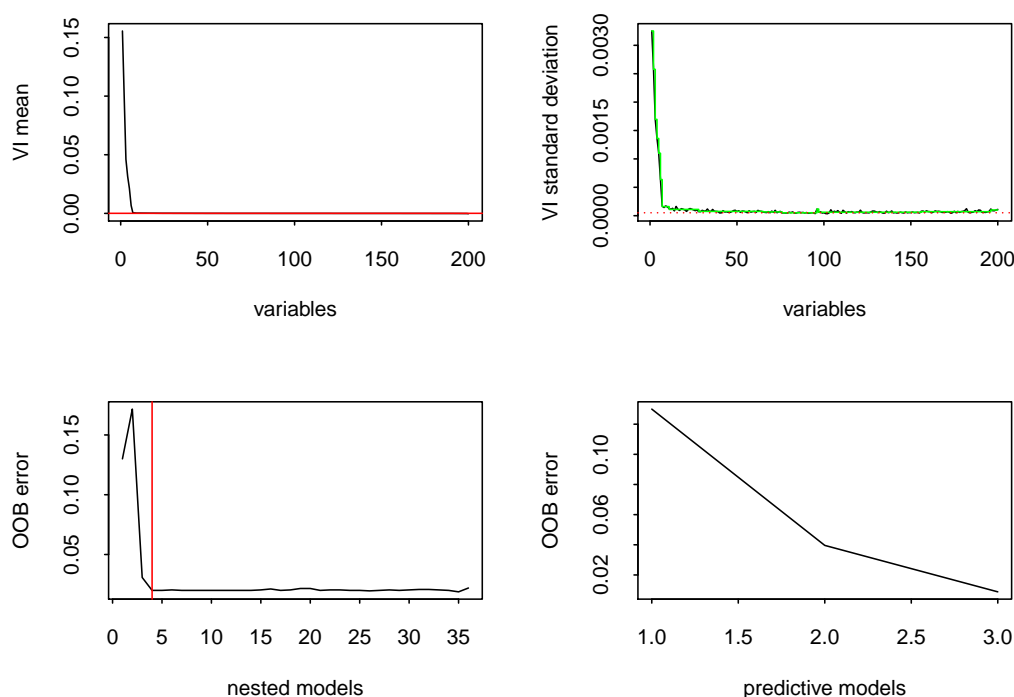 VI mean
0.00 0.05 0.10 0.15
0 50 100 150 200
variables
VI standard deviation
0.0000 0.0015 0.0030
0 50 100 150 200
variables
OOB error
0.05 0.10 0.15
0 5 10 15 20 25 30 35
nested models
OOB error
0.02 0.06 0.10
1.0 1.5 2.0 2.5 3.0
predictive models